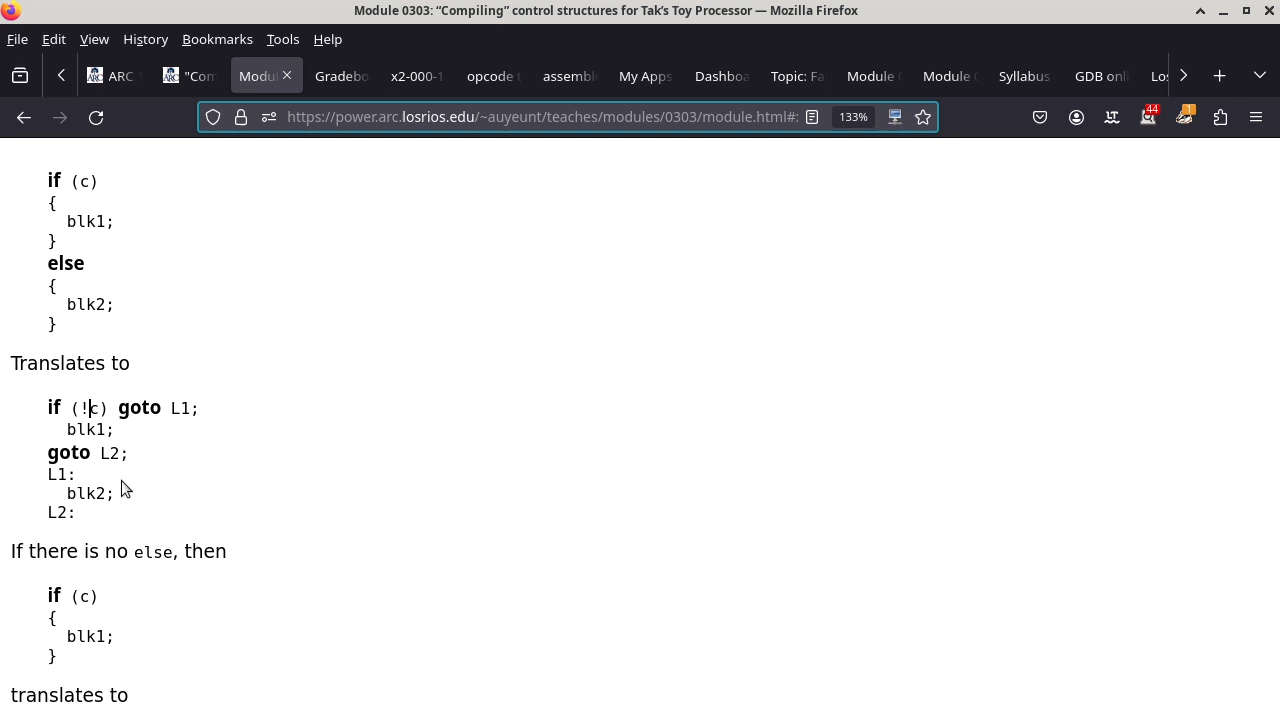 Module 0303: “Compiling” control structures for Tak’s Toy Processor — Mozilla Firefox
File Edit View History Bookmarks Tools Help
ARC "Com Modul Gradebo x2-000-1 opcode t assembl My Apps Dashboa Topic: Fa Module Module Syllabus GDB onl Los
https://power.arc.losrios.edu/~auyeunt/teaches/modules/0303/module.html#: 133% 44 1
if (c)
{
blk1;
}
else
{
blk2;
}
Translates to
if (!c) goto L1;
blk1;
goto L2;
L1:
blk2;
L2:
If there is no else, then
if (c)
{
blk1;
}
translates to